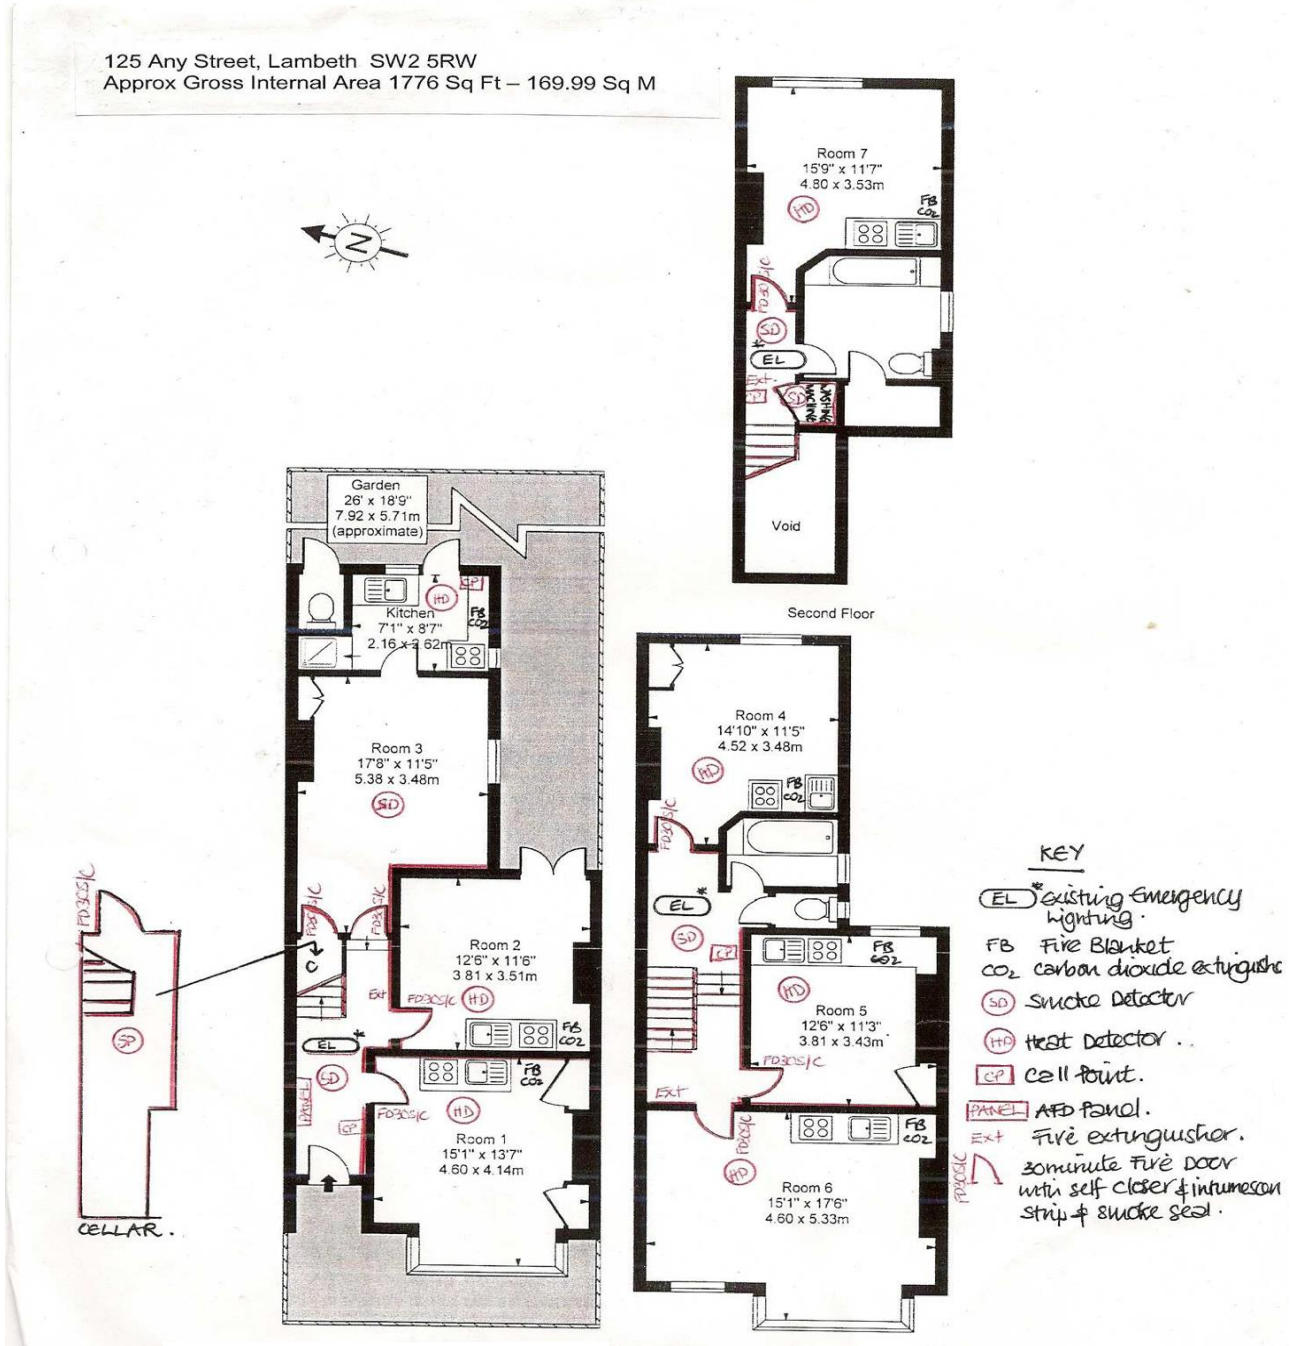 125 Any Street, Lambeth SW2 5RW
Approx Gross Internal Area 1776 Sq Ft – 169.99 Sq M
Room 7
15'9" x 11'7"
4.80 x 3.53m
HD
FB
CO2
FD30S/C
SD
EL*
Ext
CP
SD
WASHING
MACHINE
Void
Second Floor
N
Garden
26' x 18'9"
7.92 x 5.71m
(approximate)
CP
HD
Kitchen
7'1" x 8'7"
2.16 x 2.62m
FB
CO2
Room 3
17'8" x 11'5"
5.38 x 3.48m
SD
FD30S/C
FD30S/C
C
Room 2
12'6" x 11'6"
3.81 x 3.51m
Ext
FD30S/C
HD
FB
CO2
EL*
SD
PANEL
CP
FD30S/C
HD
FB
CO2
Room 1
15'1" x 13'7"
4.60 x 4.14m
FD30S/C
SD
CELLAR.
Room 4
14'10" x 11'5"
4.52 x 3.48m
HD
FB
CO2
FD30S/C
EL*
SD
CP
FB
CO2
HD
Room 5
12'6" x 11'3"
3.81 x 3.43m
FD30S/C
Ext
FD30S/C
HD
FB
CO2
Room 6
15'1" x 17'6"
4.60 x 5.33m
KEY
EL* existing Emergency
Lighting.
FB Fire Blanket
CO2 carbon dioxide extinguishe
SD Smoke Detector
HD Heat Detector..
CP Call Point.
PANEL AFD Panel.
Ext Fire extinguisher.
FD30S/C 30minute Fire Door
with self closer & intumescen
strip & smoke seal.